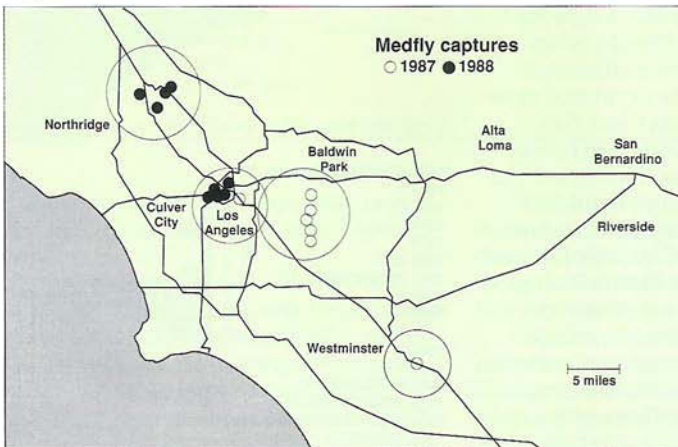 Medfly captures
1987 1988
Northridge
Baldwin
Park
Alta
Loma
San
Bernardino
Culver
City
Los
Angeles
Riverside
Westminster
5 miles